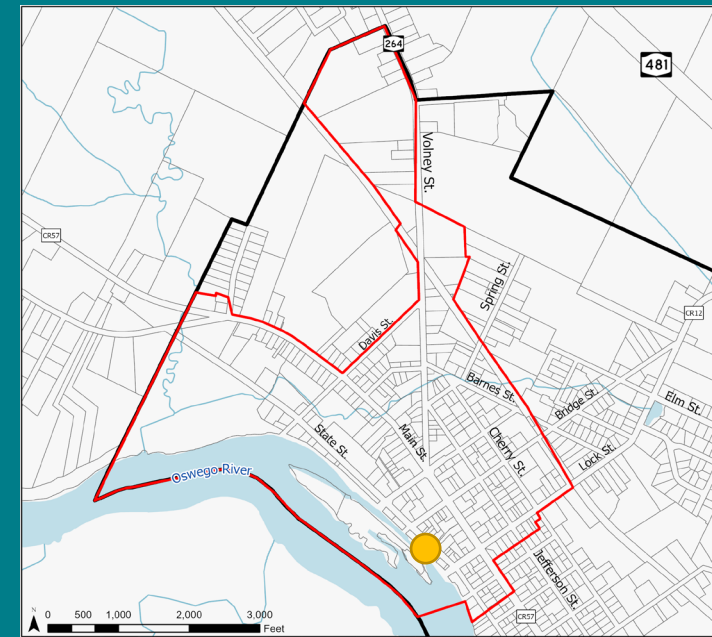 264
481
Volney St.
CR57
Spring St.
CR12
Davis St.
Barnes St.
Elm St.
Bridge St.
State St.
Main St.
Cherry St.
Lock St.
Oswego River
Jefferson St.
CR57
N
0 500 1,000 2,000 3,000
Feet